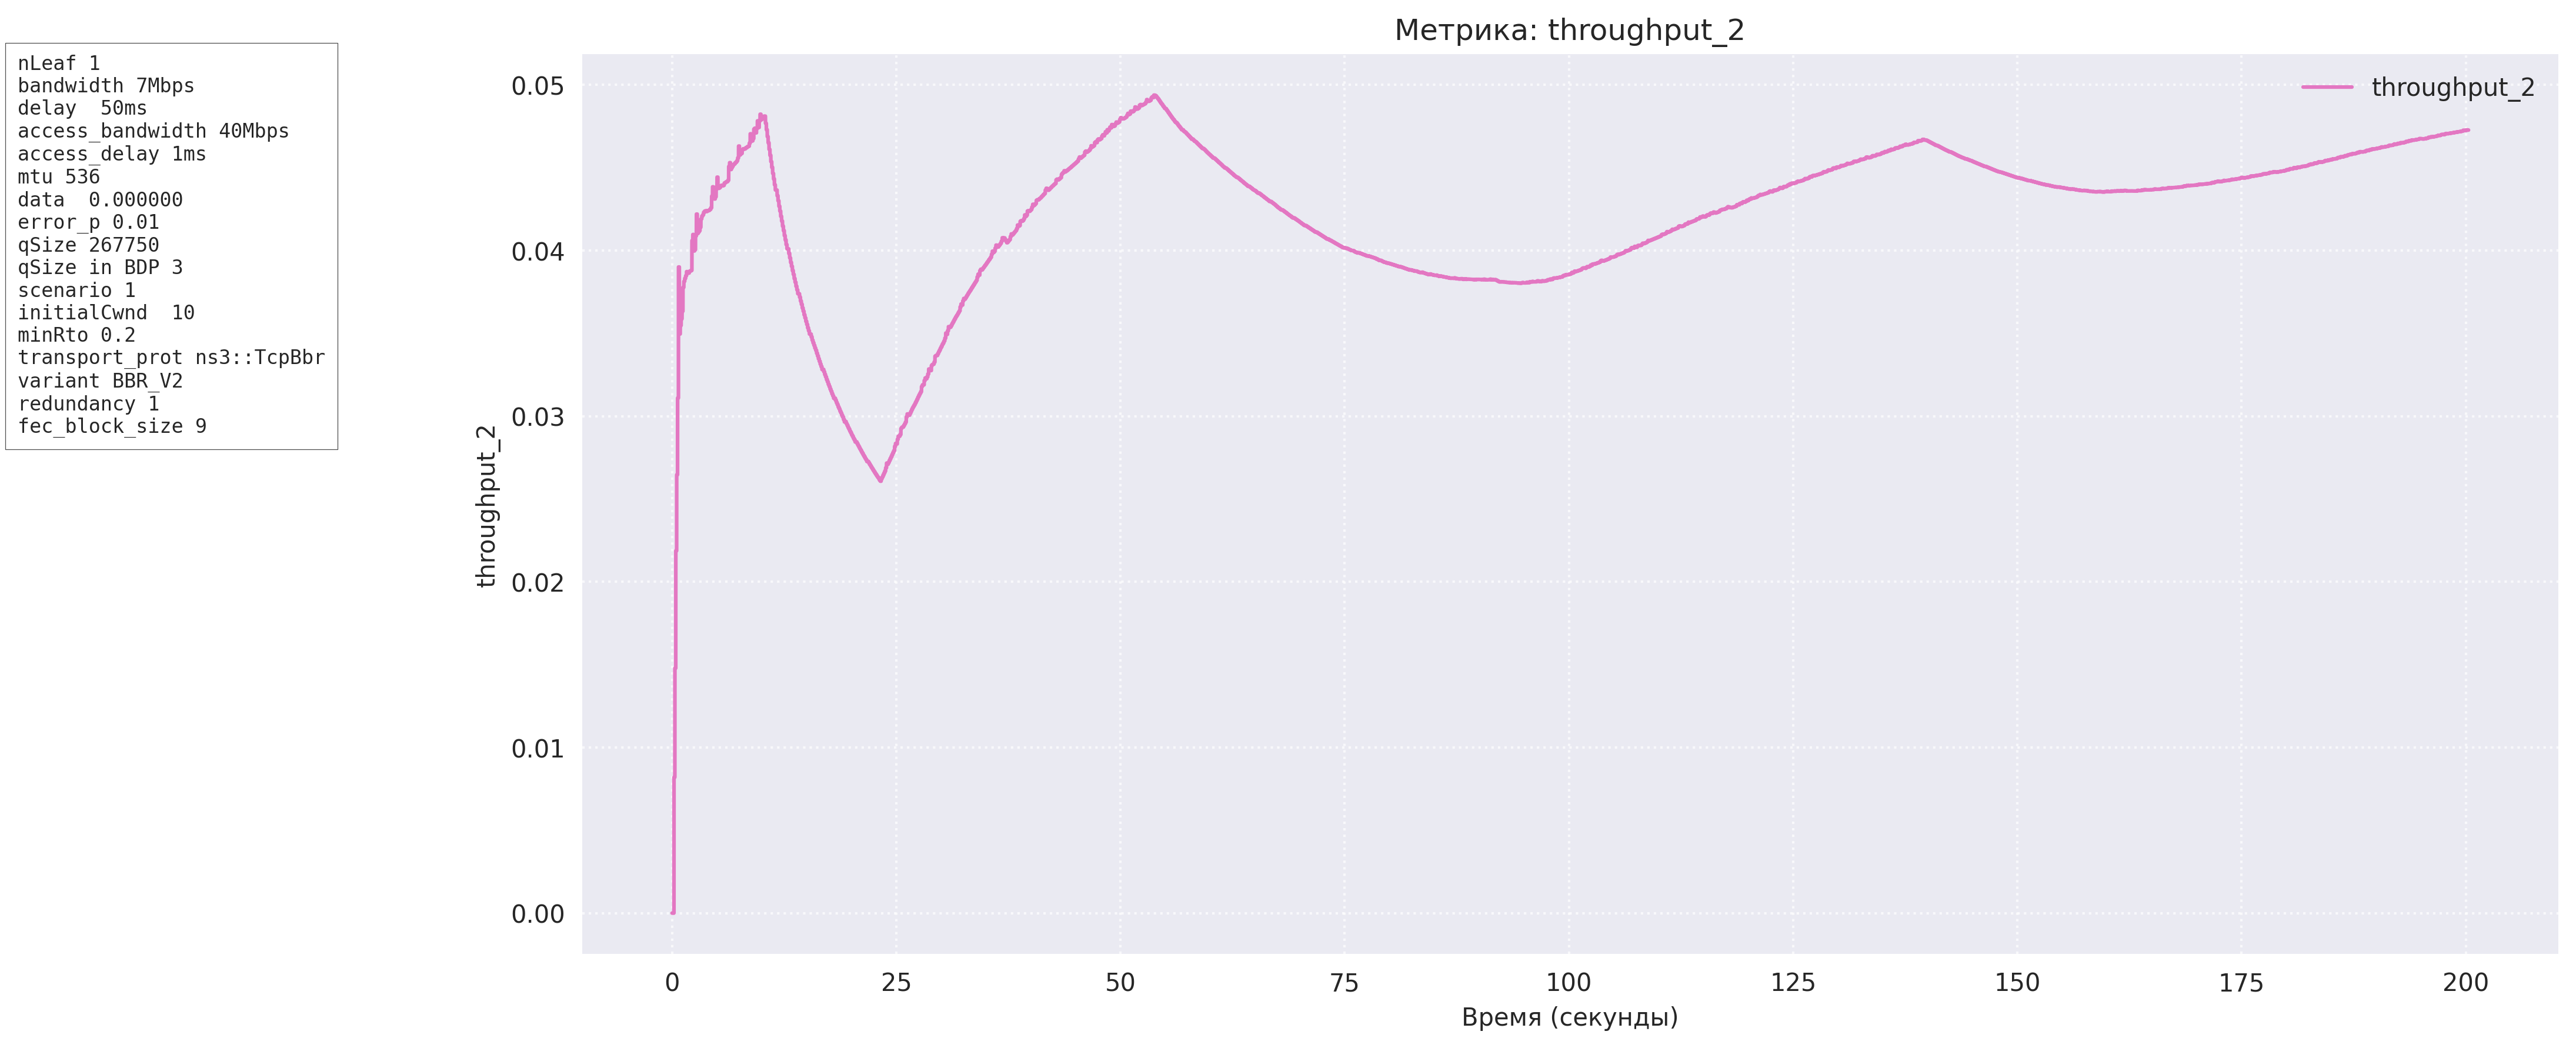 Метрика: throughput_2
nLeaf 1
bandwidth 7Mbps
delay  50ms
access_bandwidth 40Mbps
access_delay 1ms
mtu 536
data  0.000000
error_p 0.01
qSize 267750
qSize in BDP 3
scenario 1
initialCwnd  10
minRto 0.2
transport_prot ns3::TcpBbr
variant BBR_V2
redundancy 1
fec_block_size 9
throughput_2
throughput_2
0.05
0.04
0.03
0.02
0.01
0.00
0 25 50 75 100 125 150 175 200
Время (секунды)